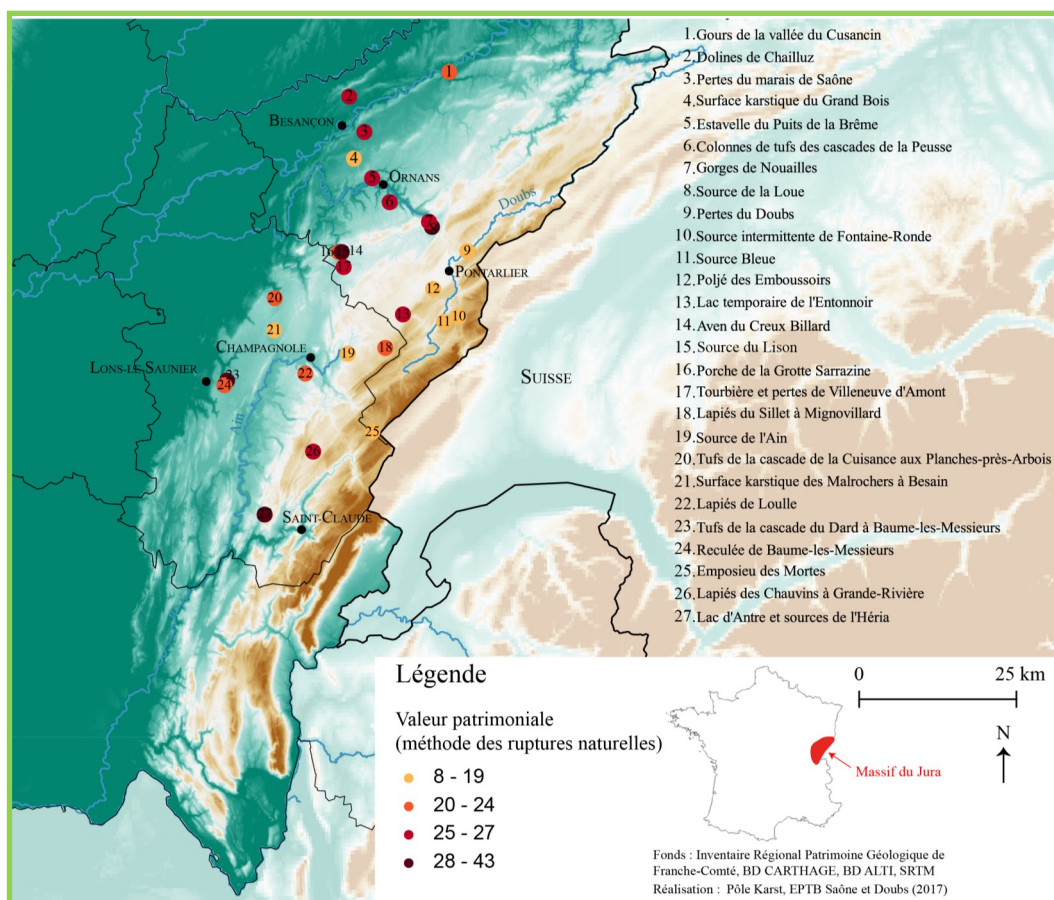 1.Gours de la vallée du Cusancin
2.Dolines de Chailluz
3.Pertes du marais de Saône
4.Surface karstique du Grand Bois
5.Estavelle du Puits de la Brême
6.Colonnes de tufs des cascades de la Peusse
7.Gorges de Nouailles
8.Source de la Loue
9.Pertes du Doubs
10.Source intermittente de Fontaine-Ronde
11.Source Bleue
12.Poljé des Emboussoirs
13.Lac temporaire de l'Entonnoir
14.Aven du Creux Billard
15.Source du Lison
16.Porche de la Grotte Sarrazine
17.Tourbière et pertes de Villeneuve d'Amont
18.Lapiés du Sillet à Mignovillard
19.Source de l'Ain
20.Tufs de la cascade de la Cuisance aux Planches-près-Arbois
21.Surface karstique des Malrochers à Besain
22.Lapiés de Loulle
23.Tufs de la cascade du Dard à Baume-les-Messieurs
24.Reculée de Baume-les-Messieurs
25.Emposieu des Mortes
26.Lapiés des Chauvins à Grande-Rivière
27.Lac d'Antre et sources de l'Héria
1
2
BESANÇON
3
4
5
ORNANS
6
Doubs
7
9
14
17
PONTARLIER
12
20
13
11
10
21
CHAMPAGNOLE
19
18
LONS-LE-SAUNIER
24
22
SUISSE
Ain
25
26
SAINT-CLAUDE
Légende
Valeur patrimoniale
(méthode des ruptures naturelles)
8 - 19
20 - 24
25 - 27
28 - 43
0
25 km
N
Massif du Jura
Fonds : Inventaire Régional Patrimoine Géologique de
Franche-Comté, BD CARTHAGE, BD ALTI, SRTM
Réalisation : Pôle Karst, EPTB Saône et Doubs (2017)